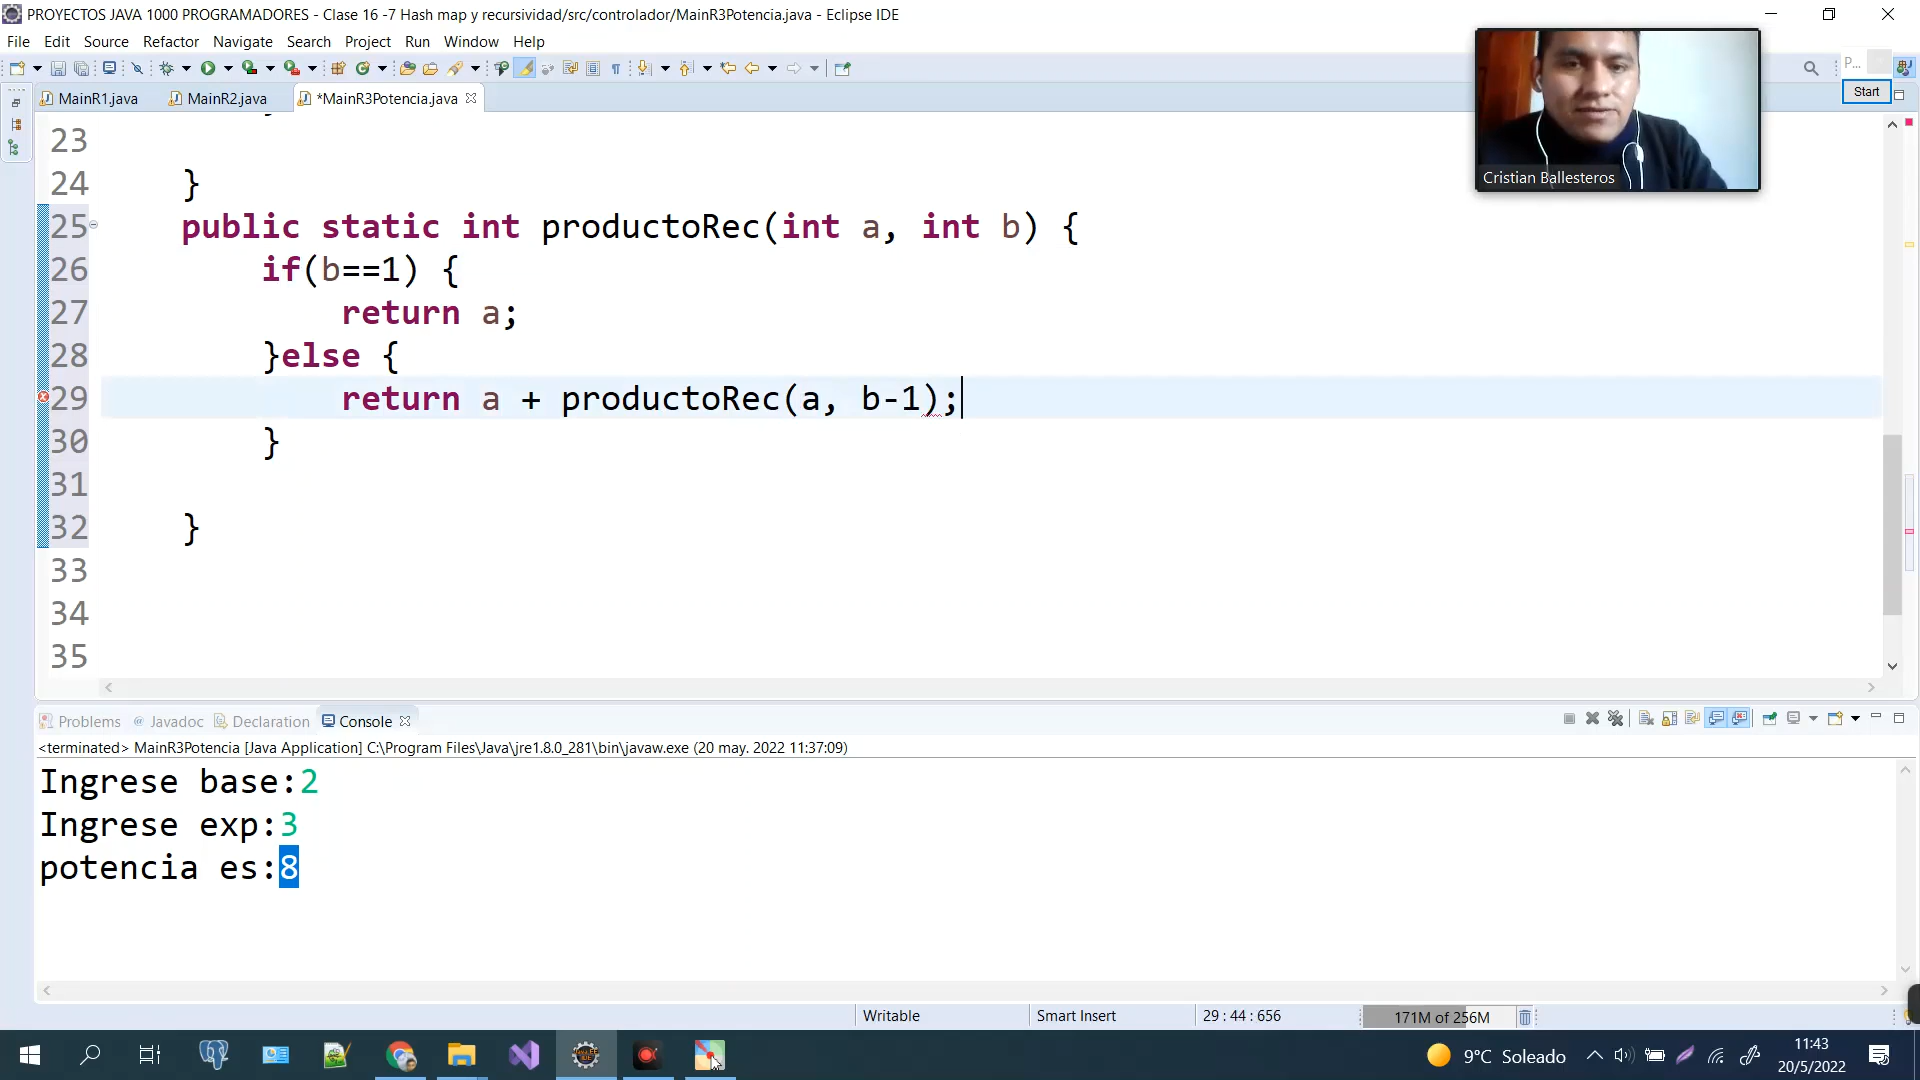 PROYECTOS JAVA 1000 PROGRAMADORES - Clase 16 -7 Hash map y recursividad/src/controlador/MainR3Potencia.java - Eclipse IDE
File Edit Source Refactor Navigate Search Project Run Window Help
P...
Start
MainR1.java MainR2.java *MainR3Potencia.java
Cristian Ballesteros
23
24 }
25 public static int productoRec(int a, int b) {
26 if(b==1) {
27 return a;
28 }else {
29 return a + productoRec(a, b-1);
30 }
31
32 }
33
34
35
Problems @ Javadoc Declaration Console
<terminated> MainR3Potencia [Java Application] C:\Program Files\Java\jre1.8.0_281\bin\javaw.exe (20 may. 2022 11:37:09)
Ingrese base:2
Ingrese exp:3
potencia es:8
Writable Smart Insert 29 : 44 : 656 171M of 256M
9°C Soleado 11:43
20/5/2022